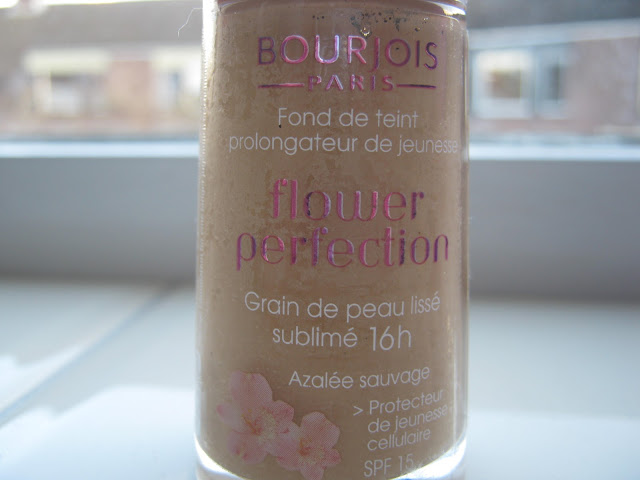 BOURJOIS
PARIS
Fond de teint
prolongateur de jeunesse
flower
perfection
Grain de peau lissé
sublimé 16h
Azalée sauvage
> Protecteur
de jeunesse
cellulaire
SPF 15